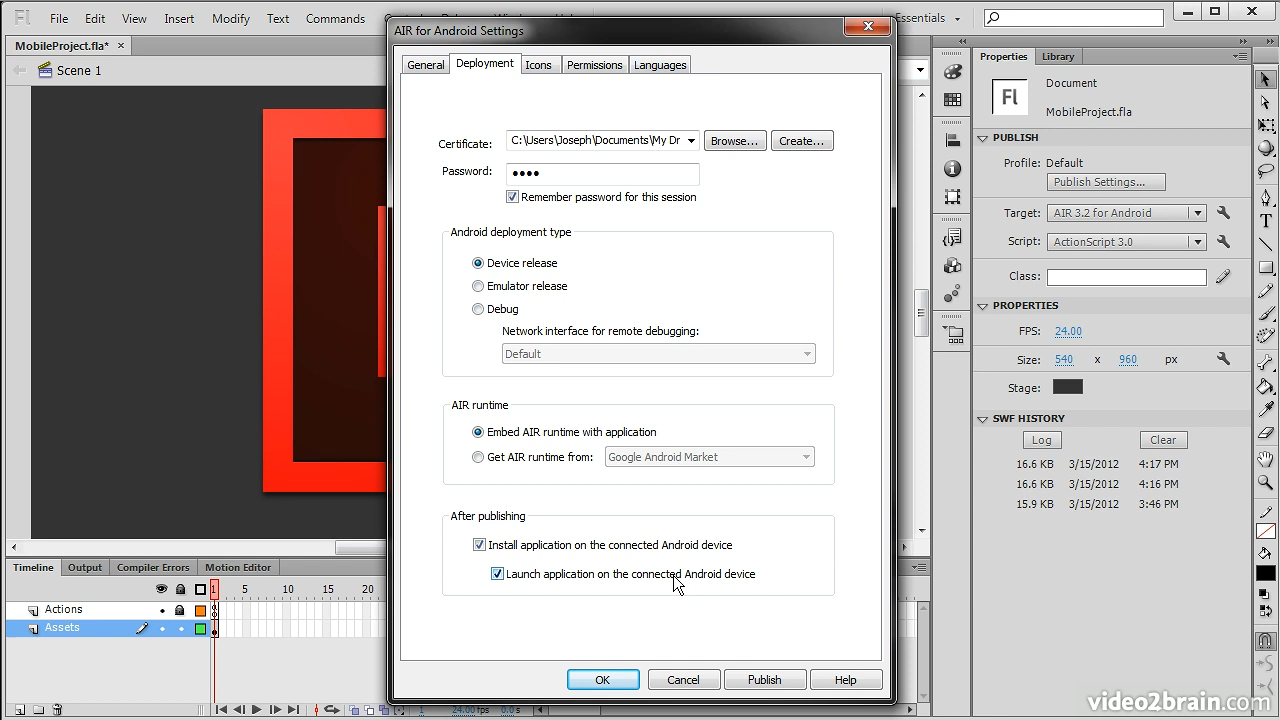 Fl File Edit View Insert Modify Text Commands
Essentials
MobileProject.fla*
Scene 1
AIR for Android Settings
General Deployment Icons Permissions Languages
Certificate: C:\Users\Joseph\Documents\My Dr Browse... Create...
Password: ••••
Remember password for this session
Android deployment type
Device release
Emulator release
Debug
Network interface for remote debugging:
Default
AIR runtime
Embed AIR runtime with application
Get AIR runtime from: Google Android Market
After publishing
Install application on the connected Android device
Launch application on the connected Android device
OK Cancel Publish Help
Properties Library
Document
Fl
MobileProject.fla
PUBLISH
Profile: Default
Publish Settings...
Target: AIR 3.2 for Android
Script: ActionScript 3.0
Class:
PROPERTIES
FPS: 24.00
Size: 540 x 960 px
Stage:
SWF HISTORY
Log Clear
16.6 KB 3/15/2012 4:17 PM
16.6 KB 3/15/2012 4:16 PM
15.9 KB 3/15/2012 3:46 PM
Timeline Output Compiler Errors Motion Editor
1 5 10 15 20
Actions
Assets
1 24.00 fps 0.0 s
video2brain.com